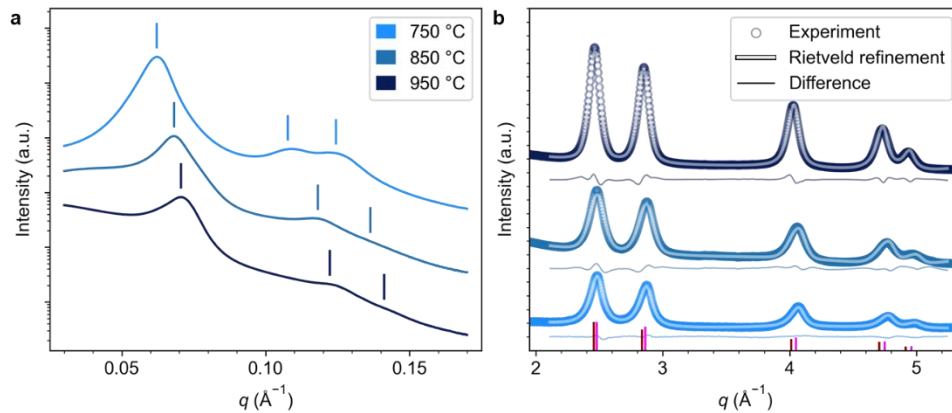 a
750 °C
850 °C
950 °C
Intensity (a.u.)
0.05
0.10
0.15
q (Å⁻¹)
b
Experiment
Rietveld refinement
Difference
Intensity (a.u.)
2
3
4
5
q (Å⁻¹)